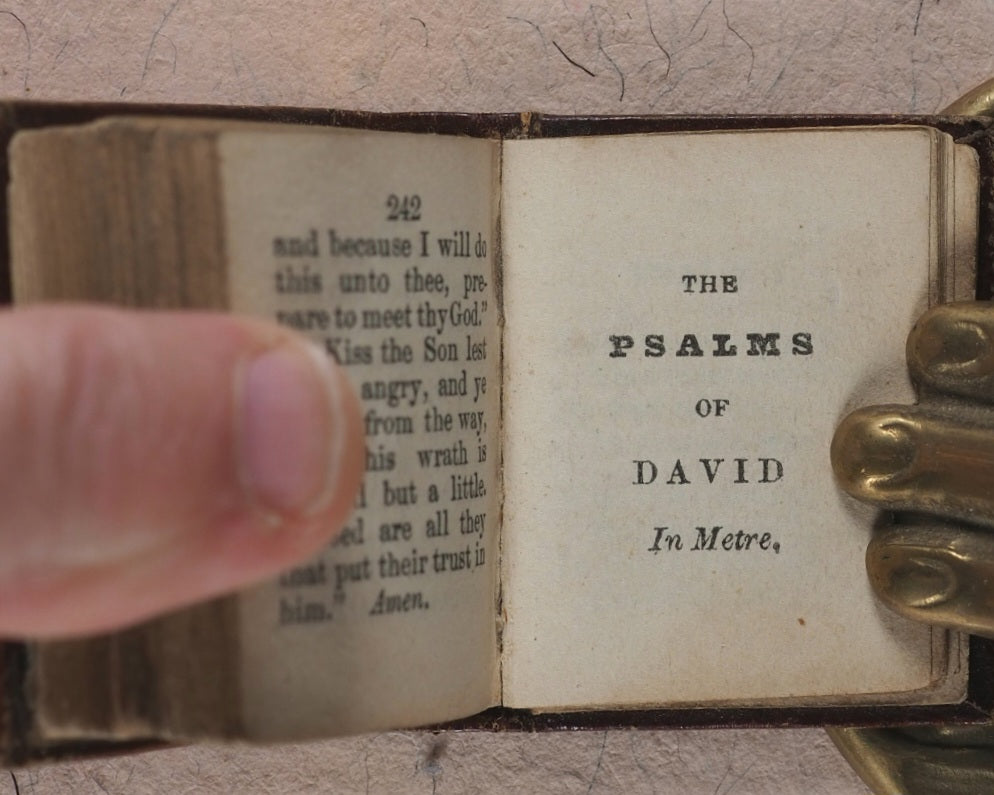 242
and because I will do
this unto thee, pre-
pare to meet thy God."
Kiss the Son lest
angry, and ye
from the way,
his wrath is
but a little.
are all they
that put their trust in
him." Amen.
THE
PSALMS
OF
DAVID
In Metre.